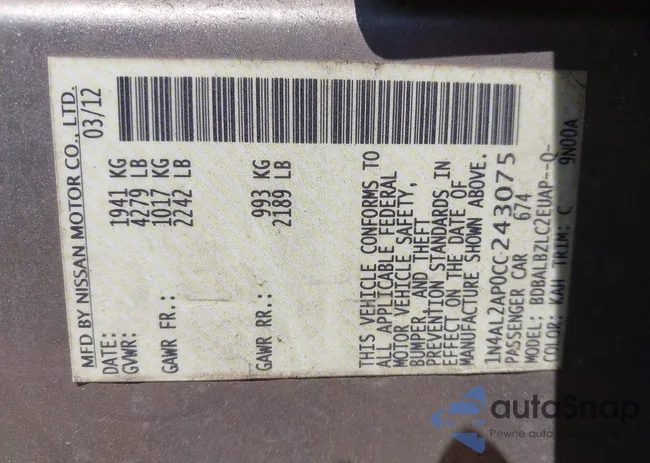 MFD BY NISSAN MOTOR CO., LTD.
DATE: 03/12
GVWR: 1941 KG
4279 LB
GAWR FR.: 1017 KG
2242 LB
GAWR RR.: 993 KG
2189 LB
THIS VEHICLE CONFORMS TO
ALL APPLICABLE FEDERAL
MOTOR VEHICLE SAFETY,
BUMPER, AND THEFT
PREVENTION STANDARDS IN
EFFECT ON THE DATE OF
MANUFACTURE SHOWN ABOVE.
1N4AL2AP0CC243075
PASSENGER CAR 674
MODEL: BDBALBZLC2EUAP--Q-
COLOR: KAH TRIM: C 9N00A
autoSnap
Pewne auto